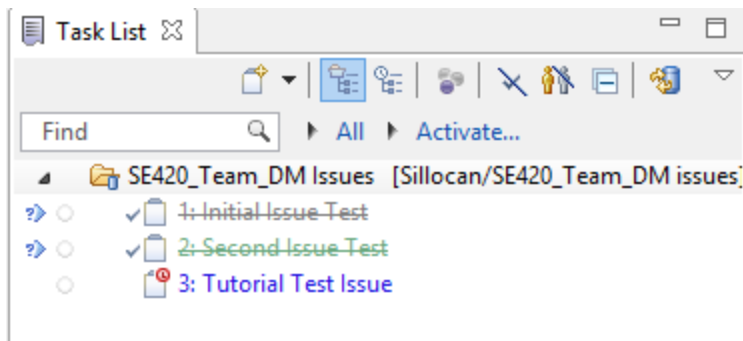 Task List
Find All Activate...
SE420_Team_DM Issues [Sillocan/SE420_Team_DM issues]
1: Initial Issue Test
2: Second Issue Test
3: Tutorial Test Issue